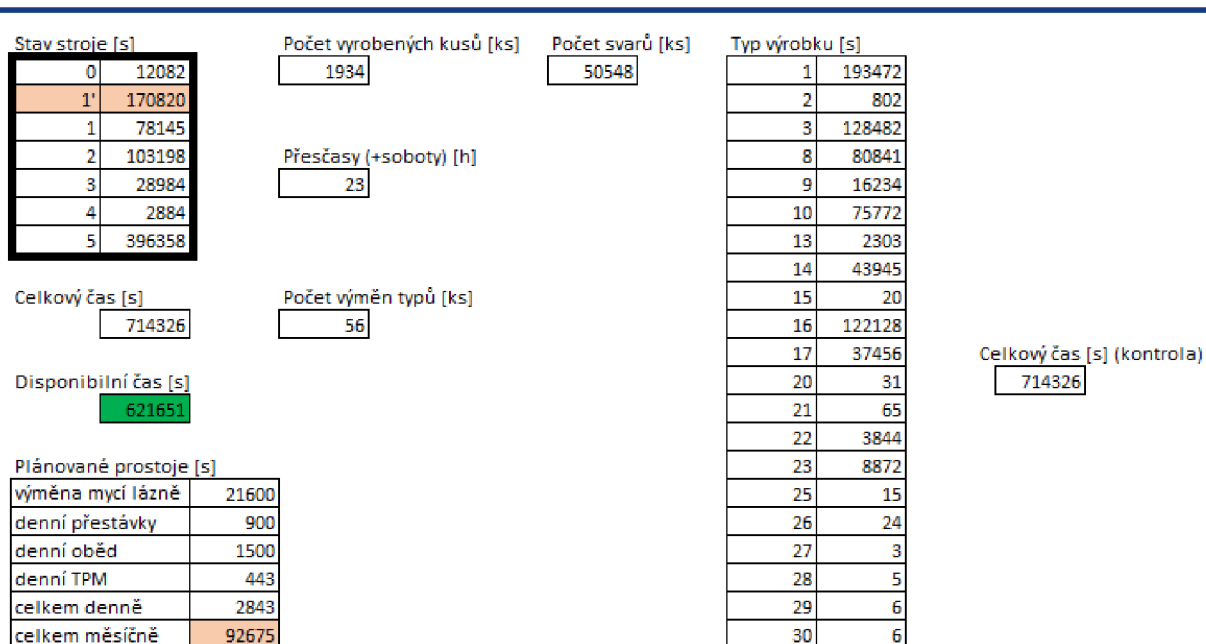 Stav stroje [s]
0 12082
1' 170820
1 78145
2 103198
3 28984
4 2884
5 396358
Celkový čas [s]
714326
Disponibilní čas [s]
621651
Plánované prostoje [s]
výměna mycí lázně 21600
denní přestávky 900
denní oběd 1500
denní TPM 443
celkem denně 2843
celkem měsíčně 92675
Počet vyrobených kusů [ks]
1934
Přesčasy (+soboty) [h]
23
Počet výměn typů [ks]
56
Počet svarů [ks]
50548
Typ výrobku [s]
1 193472
2 802
3 128482
8 80841
9 16234
10 75772
13 2303
14 43945
15 20
16 122128
17 37456
20 31
21 65
22 3844
23 8872
25 15
26 24
27 3
28 5
29 6
30 6
Celkový čas [s] (kontrola)
714326